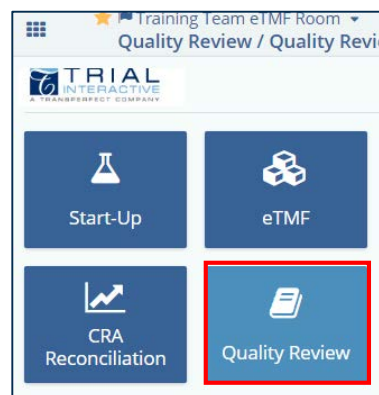 Training Team eTMF Room
Quality Review / Quality Revi
TRIAL
INTERACTIVE
A TRANSPERFECT COMPANY
Start-Up
eTMF
CRA
Reconciliation
Quality Review